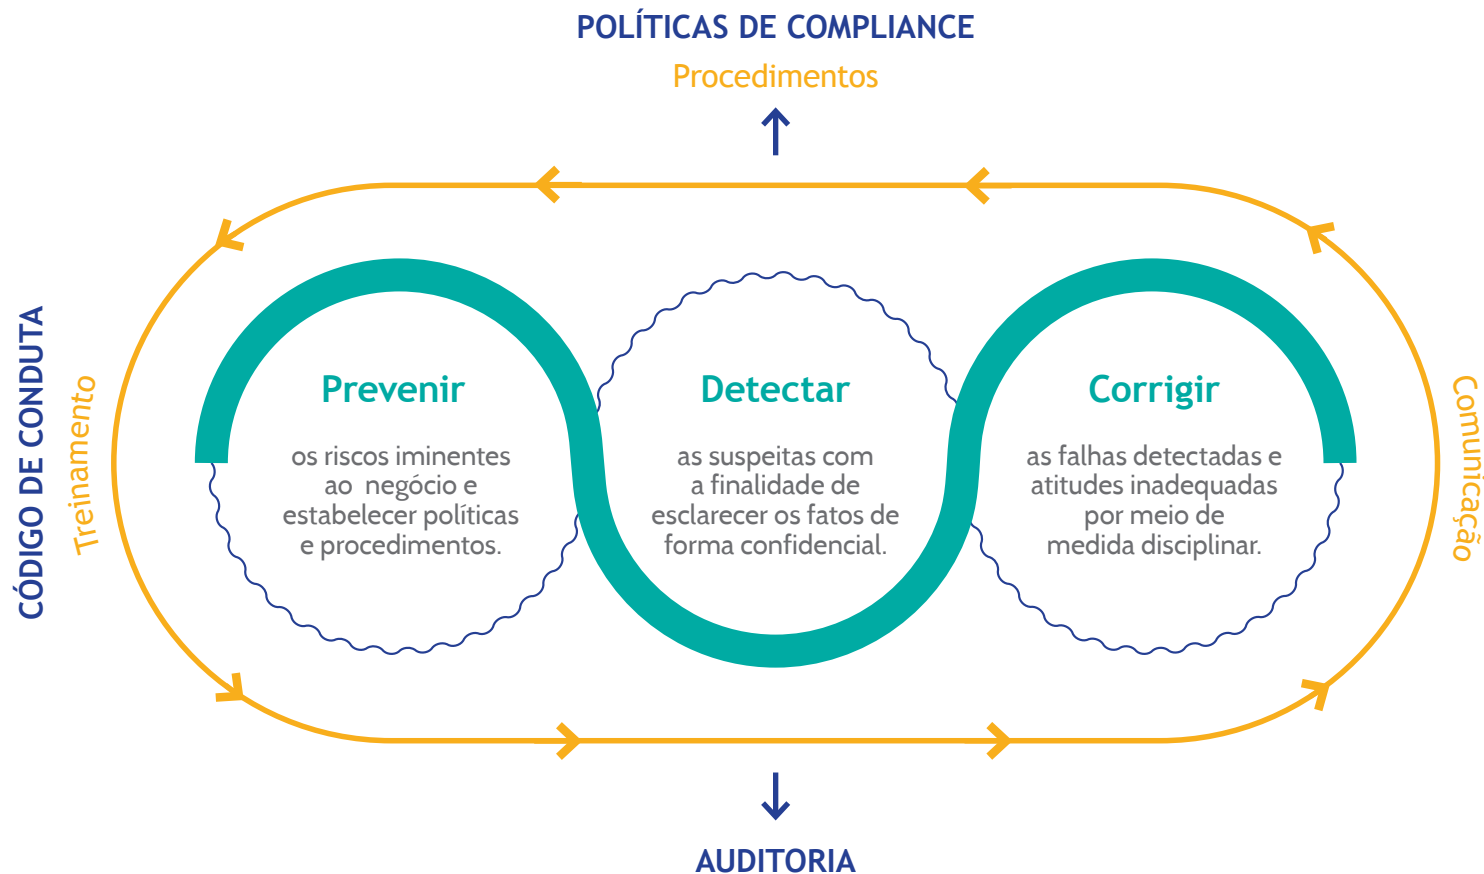 POLÍTICAS DE COMPLIANCE
Procedimentos
CÓDIGO DE CONDUTA
Treinamento
Prevenir
os riscos iminentes
ao negócio e
estabelecer políticas
e procedimentos.
Detectar
as suspeitas com
a finalidade de
esclarecer os fatos de
forma confidencial.
Corrigir
as falhas detectadas e
atitudes inadequadas
por meio de
medida disciplinar.
Comunicação
AUDITORIA